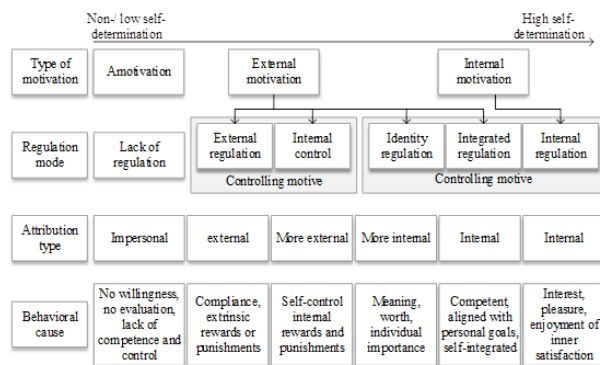 Non-/ low self-
determination
High self-
determination
Type of
motivation
Amotivation
External
motivation
Internal
motivation
Regulation
mode
Lack of
regulation
External
regulation
Internal
control
Identity
regulation
Integrated
regulation
Internal
regulation
Controlling motive
Controlling motive
Attribution
type
Impersonal
external
More external
More internal
Internal
Internal
Behavioral
cause
No willingness,
no evaluation,
lack of
competence and
control
Compliance,
extrinsic
rewards or
punishments
Self-control
internal
rewards and
punishments
Meaning,
worth,
individual
importance
Competent,
aligned with
personal goals,
self-integrated
Interest,
pleasure,
enjoyment of
inner
satisfaction